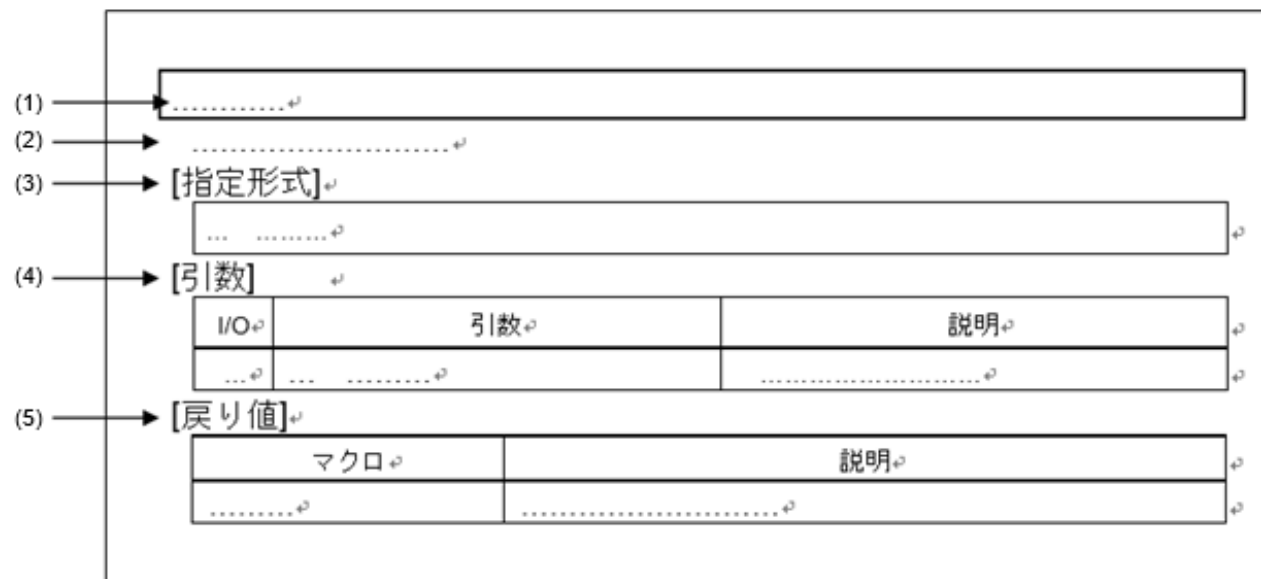 (1) ............
(2) ............................
(3) [指定形式]
... .........
(4) [引数]
I/O 引数 説明
... ... ......... ............................
(5) [戻り値]
マクロ 説明
......... ............................